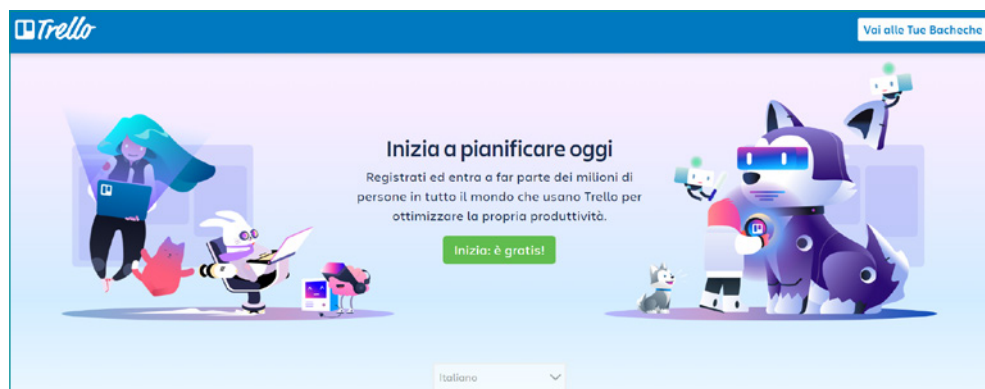 Trello
Vai alle Tue Bacheche
Inizia a pianificare oggi
Registrati ed entra a far parte dei milioni di
persone in tutto il mondo che usano Trello per
ottimizzare la propria produttività.
Inizia: è gratis!
Italiano